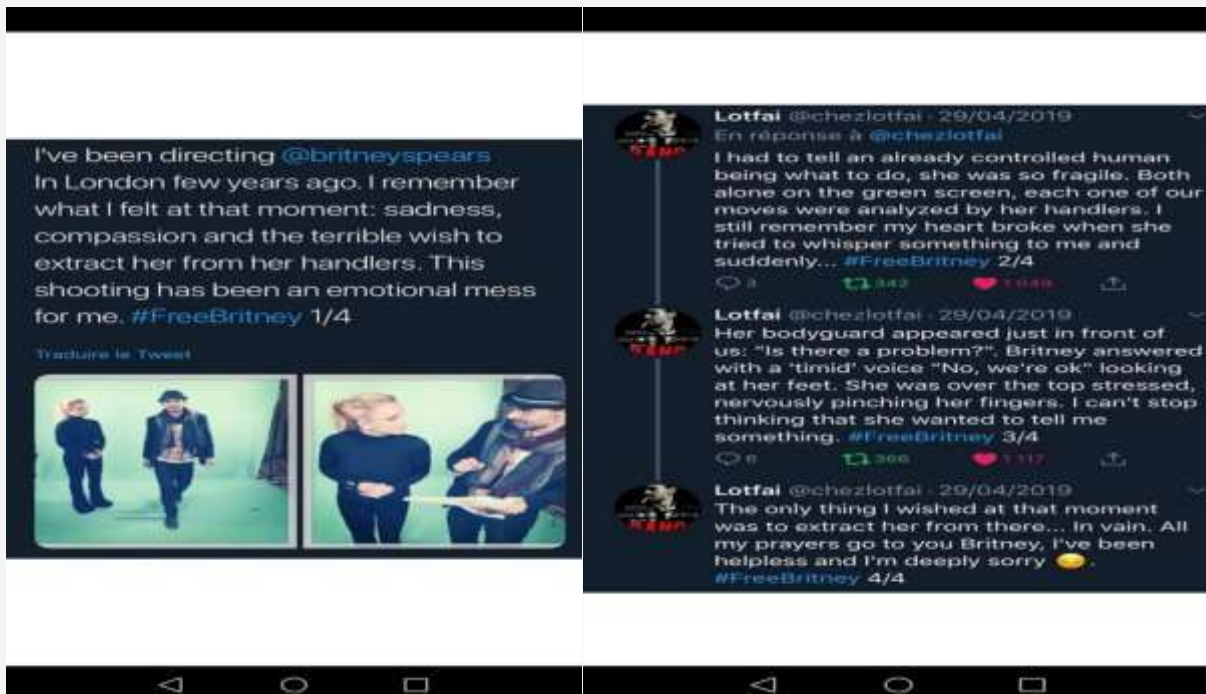 I've been directing @britneyspears
In London few years ago. I remember
what I felt at that moment: sadness,
compassion and the terrible wish to
extract her from her handlers. This
shooting has been an emotional mess
for me. #FreeBritney 1/4
Traduire le Tweet
Lotfai @chezlotfai · 29/04/2019
En réponse à @chezlotfai
I had to tell an already controlled human
being what to do, she was so fragile. Both
alone on the green screen, each one of our
moves were analyzed by her handlers. I
still remember my heart broke when she
tried to whisper something to me and
suddenly... #FreeBritney 2/4
3 342
Lotfai @chezlotfai · 29/04/2019
Her bodyguard appeared just in front of
us: "Is there a problem?". Britney answered
with a 'timid' voice "No, we're ok" looking
at her feet. She was over the top stressed,
nervously pinching her fingers. I can't stop
thinking that she wanted to tell me
something. #FreeBritney 3/4
6 366 1 117
Lotfai @chezlotfai · 29/04/2019
The only thing I wished at that moment
was to extract her from there... In vain. All
my prayers go to you Britney, I've been
helpless and I'm deeply sorry 😔.
#FreeBritney 4/4